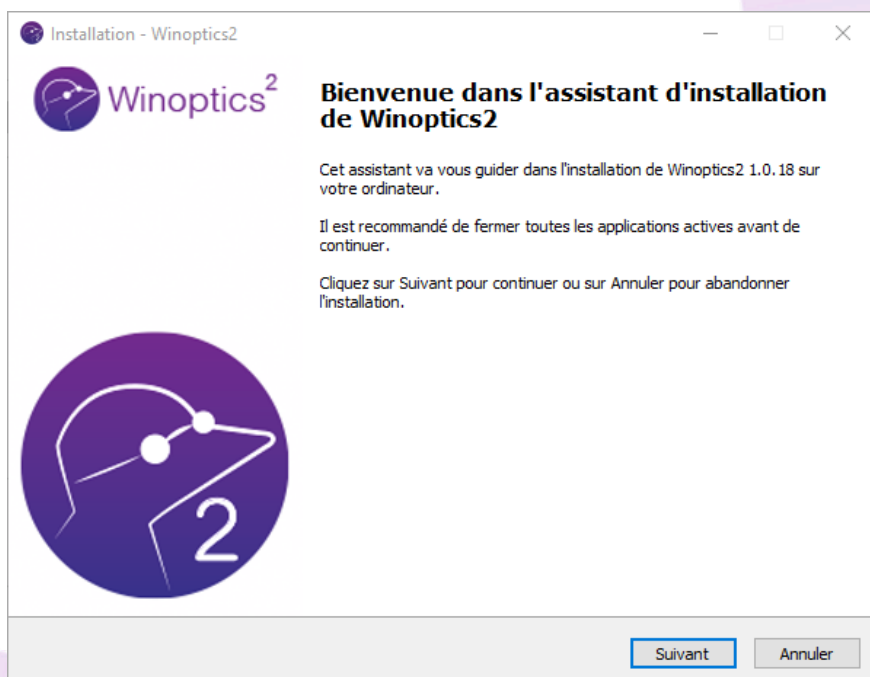 Installation - Winoptics2
Winoptics2
Bienvenue dans l'assistant d'installation
de Winoptics2
Cet assistant va vous guider dans l'installation de Winoptics2 1.0.18 sur
votre ordinateur.
Il est recommandé de fermer toutes les applications actives avant de
continuer.
Cliquez sur Suivant pour continuer ou sur Annuler pour abandonner
l'installation.
2
Suivant
Annuler